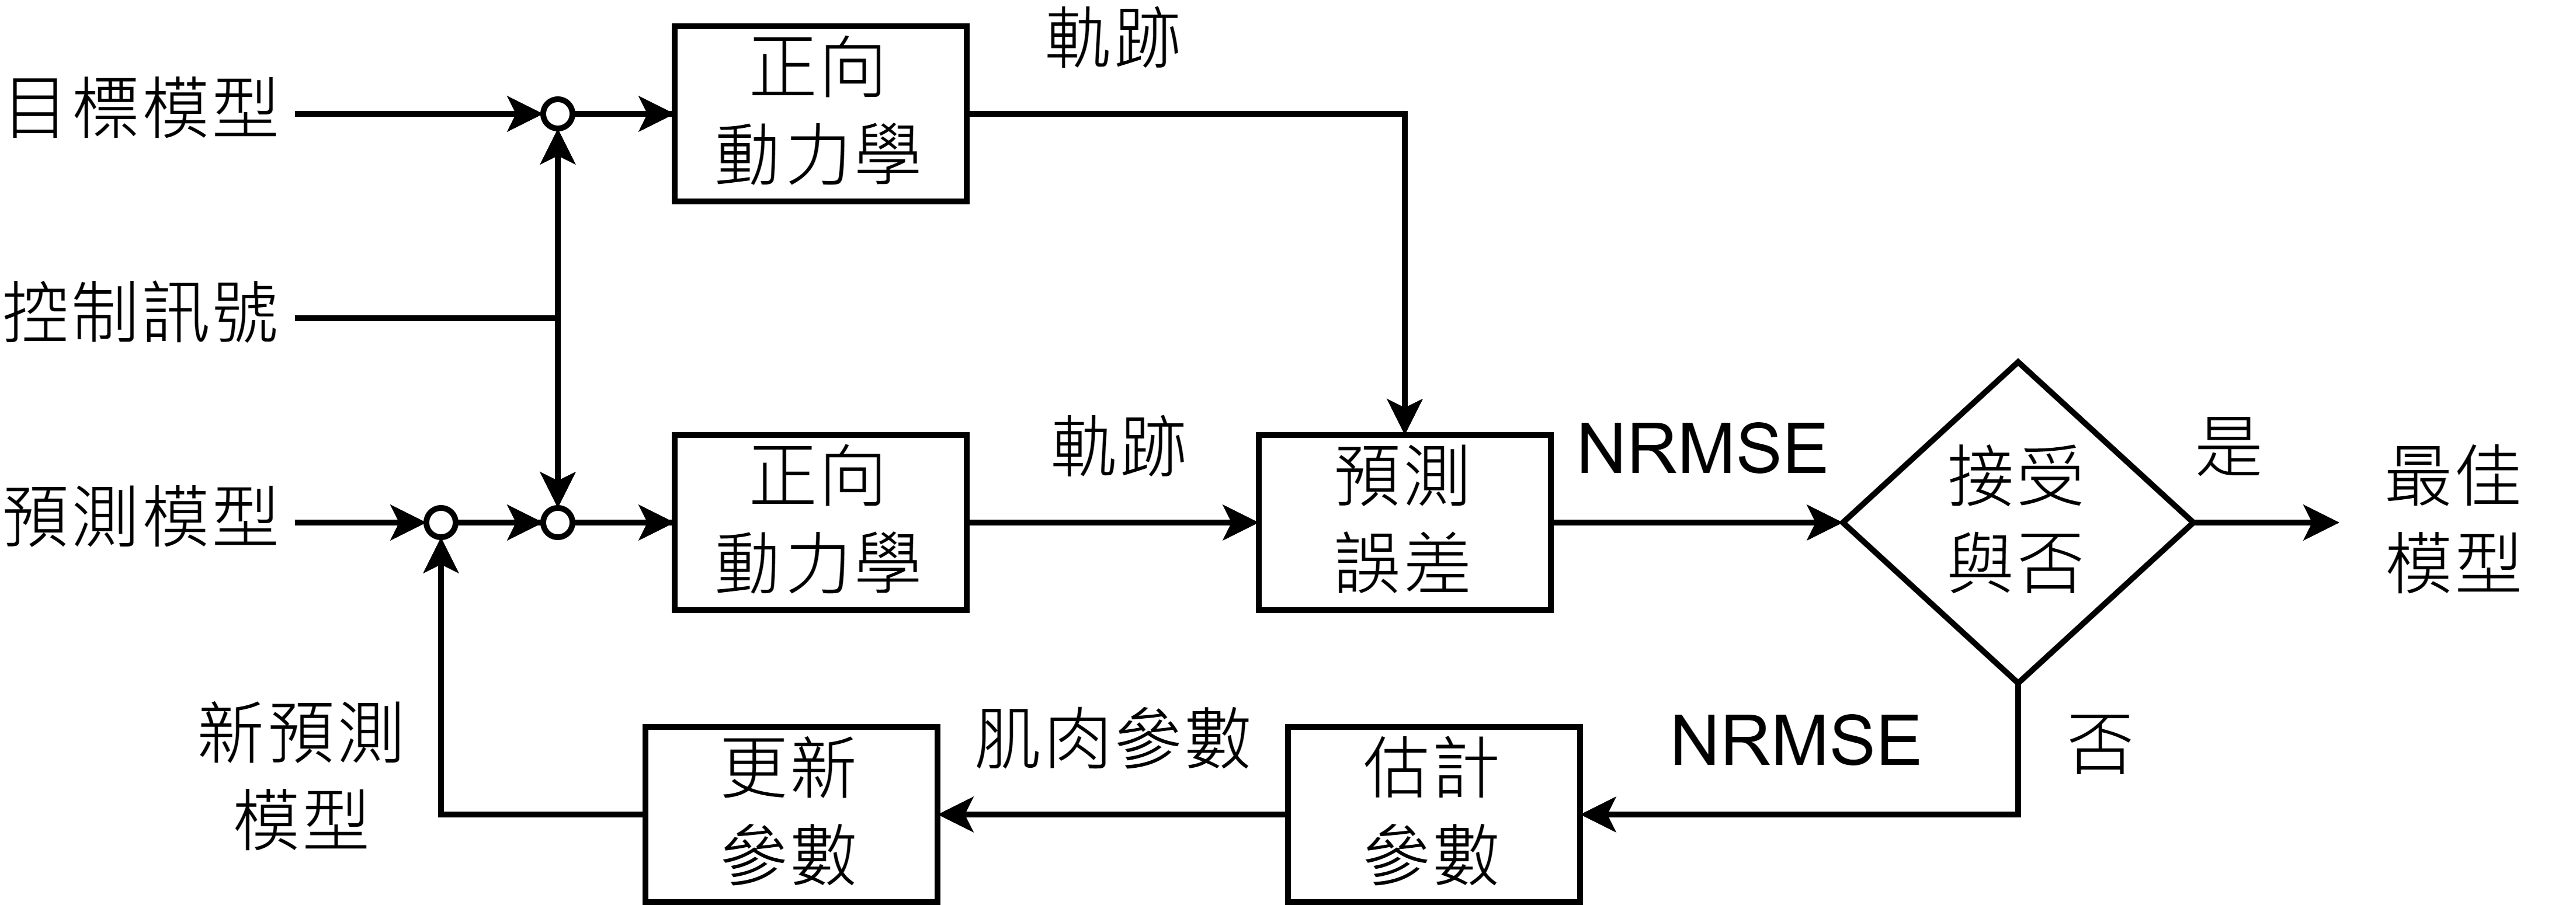 目標模型
正向
動力學
軌跡
控制訊號
預測模型
正向
動力學
軌跡
預測
誤差
NRMSE
接受
與否
是
最佳
模型
新預測
模型
更新
參數
肌肉參數
估計
參數
NRMSE
否